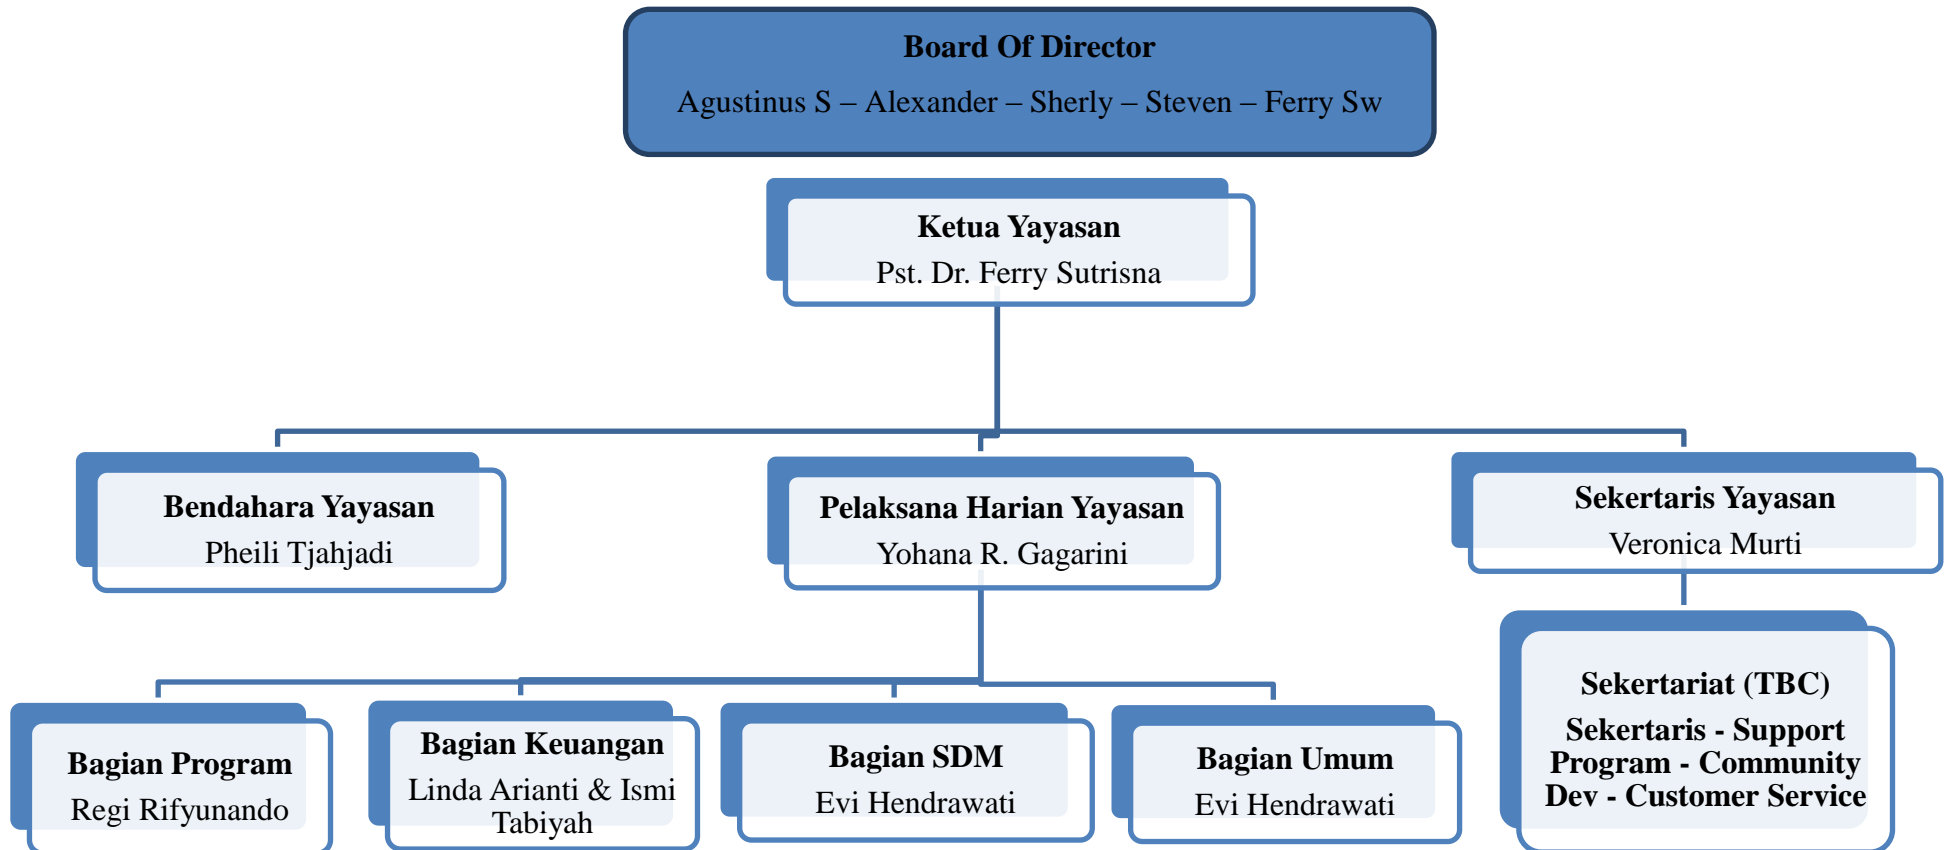 Board Of Director
Agustinus S – Alexander – Sherly – Steven – Ferry Sw
Ketua Yayasan
Pst. Dr. Ferry Sutrisna
Bendahara Yayasan
Pheili Tjahjadi
Pelaksana Harian Yayasan
Yohana R. Gagarini
Sekertaris Yayasan
Veronica Murti
Bagian Program
Regi Rifyunando
Bagian Keuangan
Linda Arianti & Ismi
Tabiyah
Bagian SDM
Evi Hendrawati
Bagian Umum
Evi Hendrawati
Sekertariat (TBC)
Sekertaris - Support
Program - Community
Dev - Customer Service